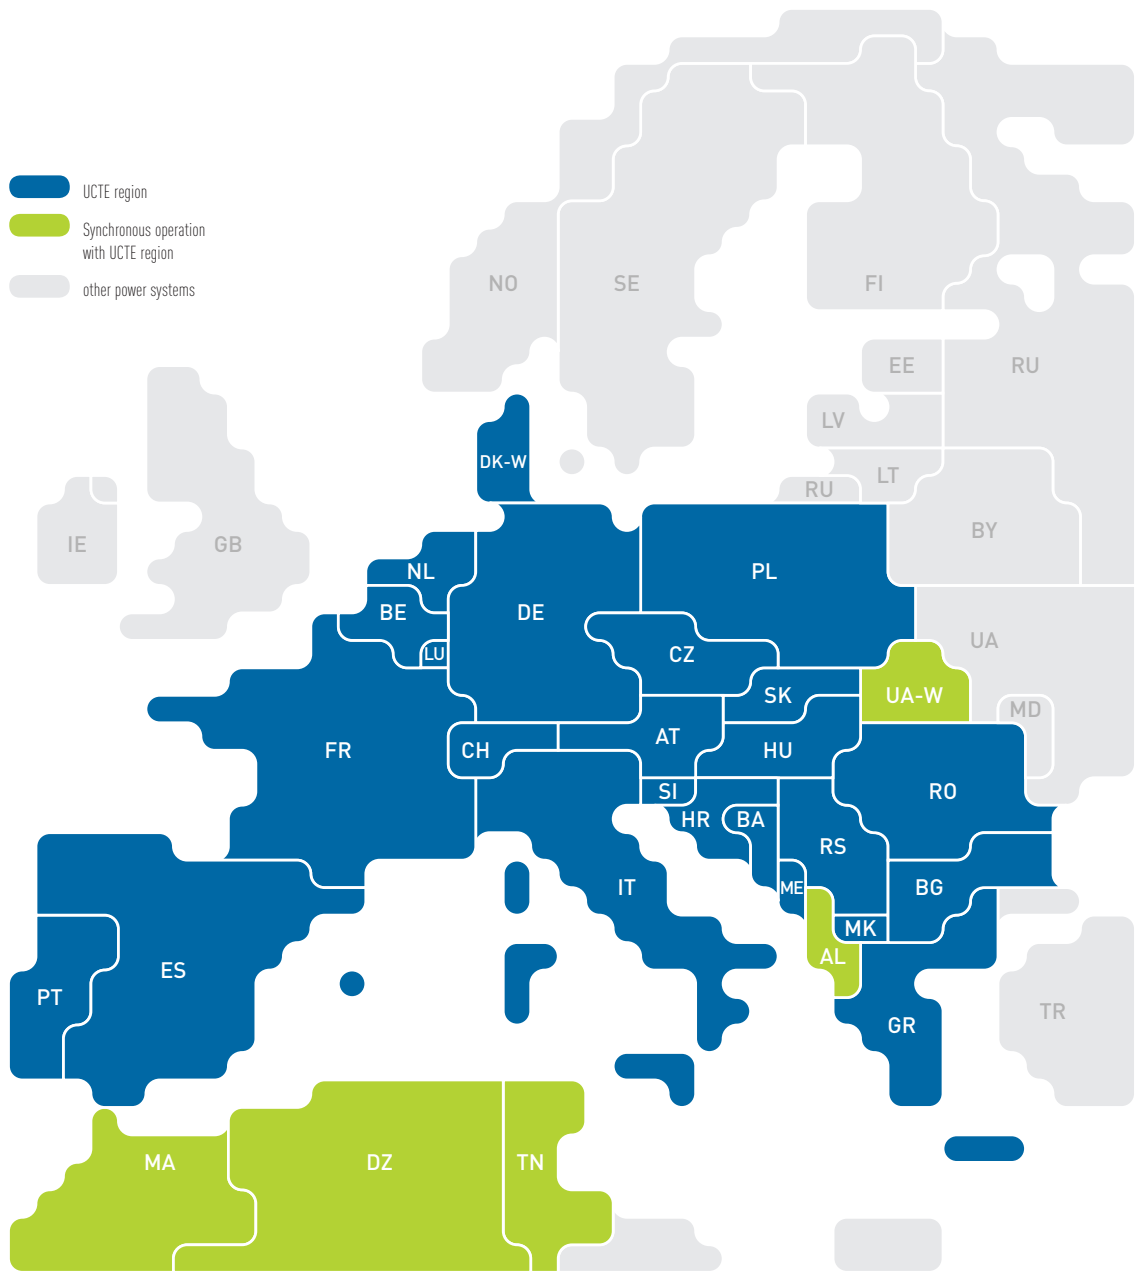 UCTE region
Synchronous operation
with UCTE region
other power systems
NO
SE
FI
EE
RU
LV
DK-W
LT
RU
BY
IE
GB
NL
PL
BE
DE
UA
LU
CZ
SK
UA-W
MD
FR
CH
AT
HU
SI
RO
HR
BA
RS
IT
ME
BG
MK
AL
ES
PT
GR
TR
MA
DZ
TN